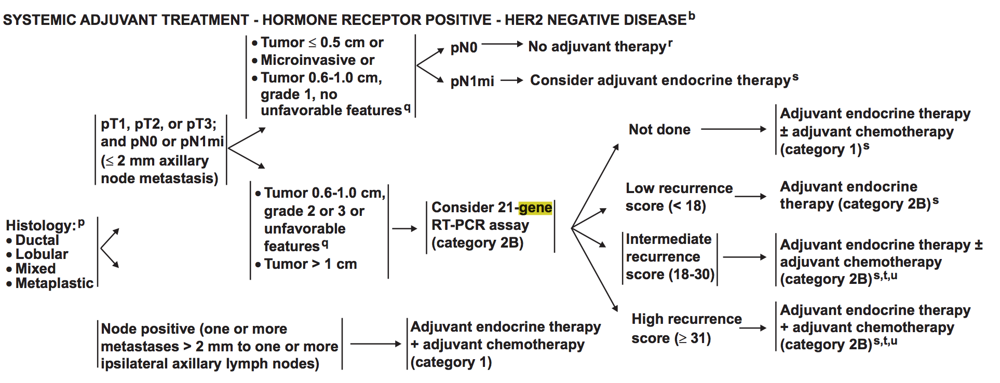 SYSTEMIC ADJUVANT TREATMENT - HORMONE RECEPTOR POSITIVE - HER2 NEGATIVE DISEASE b
• Tumor ≤ 0.5 cm or
• Microinvasive or
• Tumor 0.6-1.0 cm,
grade 1, no
unfavorable features q
pN0
No adjuvant therapy r
pN1mi
Consider adjuvant endocrine therapy s
pT1, pT2, or pT3;
and pN0 or pN1mi
(≤ 2 mm axillary
node metastasis)
• Tumor 0.6-1.0 cm,
grade 2 or 3 or
unfavorable
features q
• Tumor > 1 cm
Consider 21-gene
RT-PCR assay
(category 2B)
Not done
Adjuvant endocrine therapy
± adjuvant chemotherapy
(category 1) s
Low recurrence
score (< 18)
Adjuvant endocrine
therapy (category 2B) s
Intermediate
recurrence
score (18-30)
Adjuvant endocrine therapy ±
adjuvant chemotherapy
(category 2B) s,t,u
High recurrence
score (≥ 31)
Adjuvant endocrine therapy
+ adjuvant chemotherapy
(category 2B) s,t,u
Histology: p
• Ductal
• Lobular
• Mixed
• Metaplastic
Node positive (one or more
metastases > 2 mm to one or more
ipsilateral axillary lymph nodes)
Adjuvant endocrine therapy
+ adjuvant chemotherapy
(category 1)